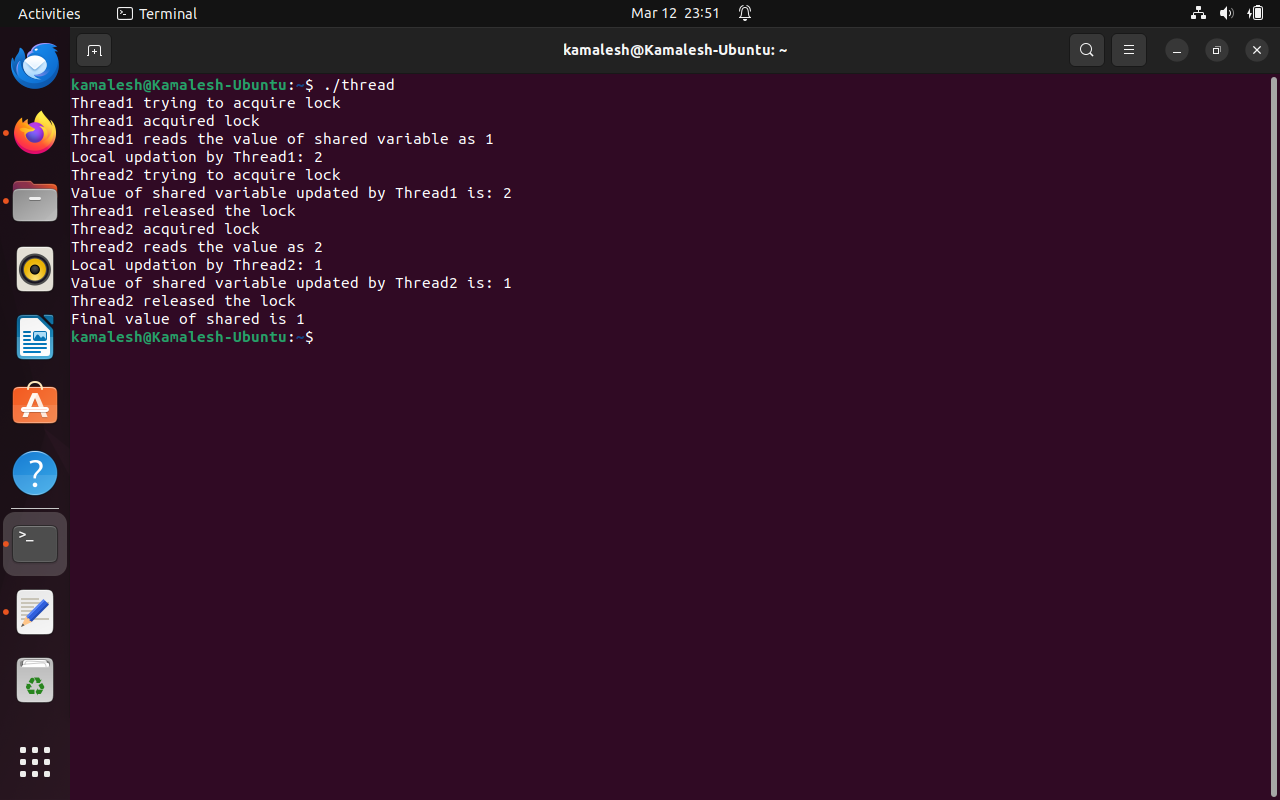 Activities
Terminal
Mar 12 23:51
kamalesh@Kamalesh-Ubuntu: ~
kamalesh@Kamalesh-Ubuntu:~$ ./thread
Thread1 trying to acquire lock
Thread1 acquired lock
Thread1 reads the value of shared variable as 1
Local updation by Thread1: 2
Thread2 trying to acquire lock
Value of shared variable updated by Thread1 is: 2
Thread1 released the lock
Thread2 acquired lock
Thread2 reads the value as 2
Local updation by Thread2: 1
Value of shared variable updated by Thread2 is: 1
Thread2 released the lock
Final value of shared is 1
kamalesh@Kamalesh-Ubuntu:~$